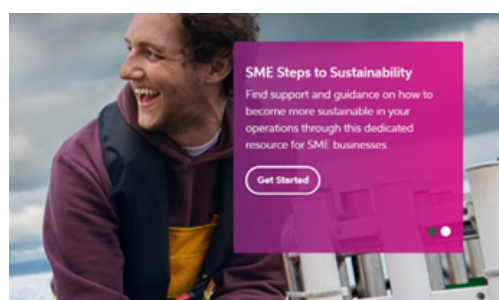 SME Steps to Sustainability
Find support and guidance on how to
become more sustainable in your
operations through this dedicated
resource for SME businesses.
Get Started